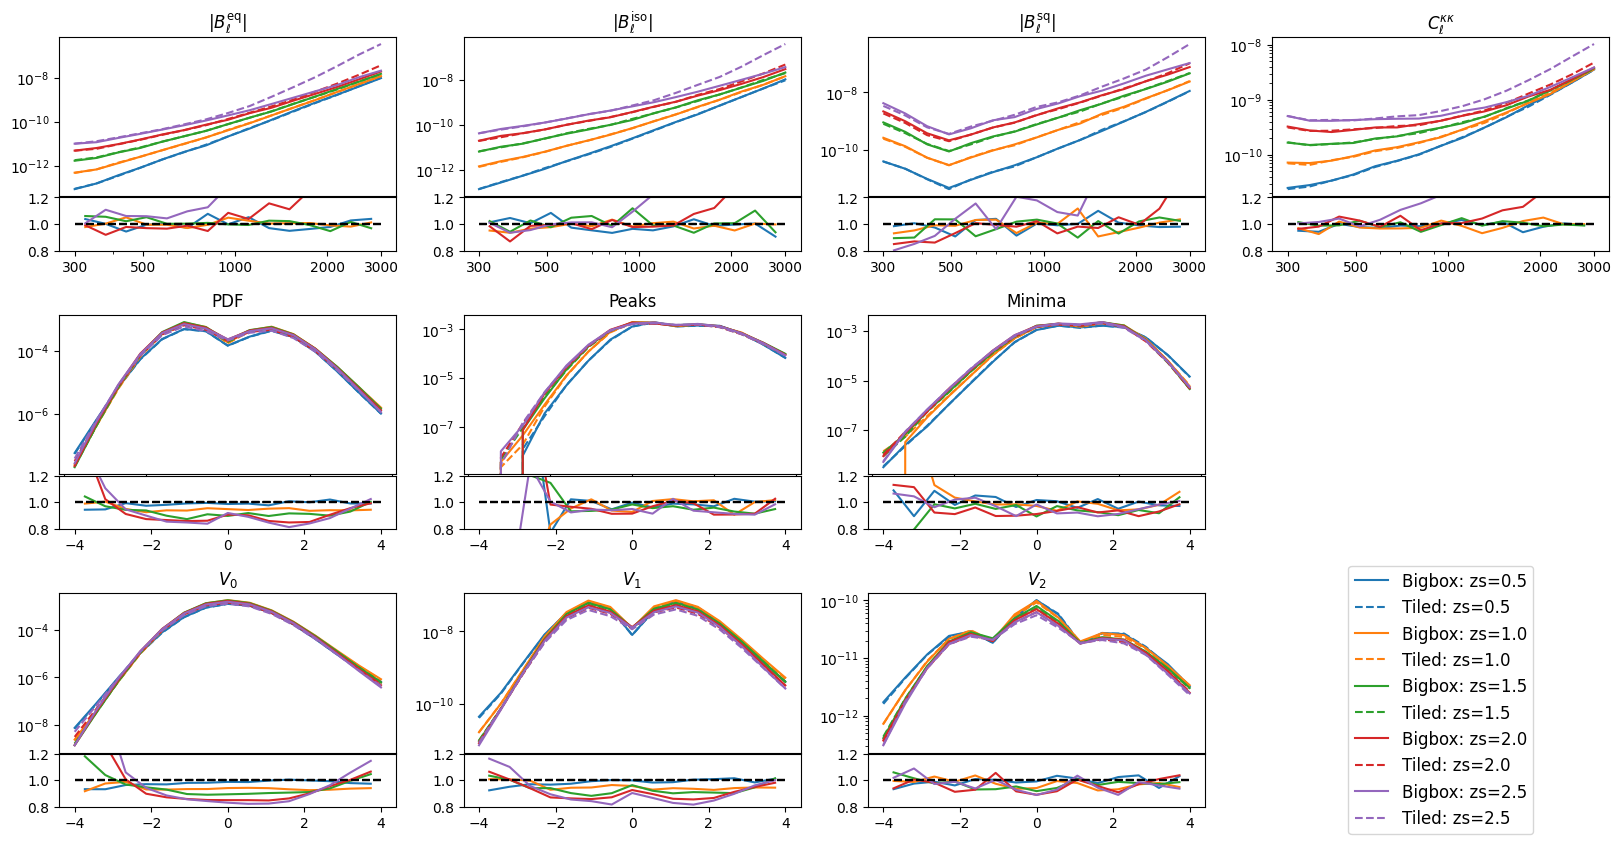 |B_ℓ^eq|
|B_ℓ^iso|
|B_ℓ^sq|
C_ℓ^κκ
10⁻⁸
10⁻¹⁰
10⁻¹²
1.2
1.0
0.8
300 500 1000 2000 3000
10⁻⁸
10⁻¹⁰
10⁻¹²
1.2
1.0
0.8
300 500 1000 2000 3000
10⁻⁸
10⁻¹⁰
1.2
1.0
0.8
300 500 1000 2000 3000
10⁻⁸
10⁻⁹
10⁻¹⁰
1.2
1.0
0.8
300 500 1000 2000 3000
PDF
Peaks
Minima
10⁻⁴
10⁻⁶
1.2
1.0
0.8
−4 −2 0 2 4
10⁻³
10⁻⁵
10⁻⁷
1.2
1.0
0.8
−4 −2 0 2 4
10⁻³
10⁻⁵
10⁻⁷
1.2
1.0
0.8
−4 −2 0 2 4
V₀
V₁
V₂
10⁻⁴
10⁻⁶
10⁻⁸
1.2
1.0
0.8
−4 −2 0 2 4
10⁻⁸
10⁻¹⁰
1.2
1.0
0.8
−4 −2 0 2 4
10⁻¹⁰
10⁻¹¹
10⁻¹²
1.2
1.0
0.8
−4 −2 0 2 4
Bigbox: zs=0.5
Tiled: zs=0.5
Bigbox: zs=1.0
Tiled: zs=1.0
Bigbox: zs=1.5
Tiled: zs=1.5
Bigbox: zs=2.0
Tiled: zs=2.0
Bigbox: zs=2.5
Tiled: zs=2.5